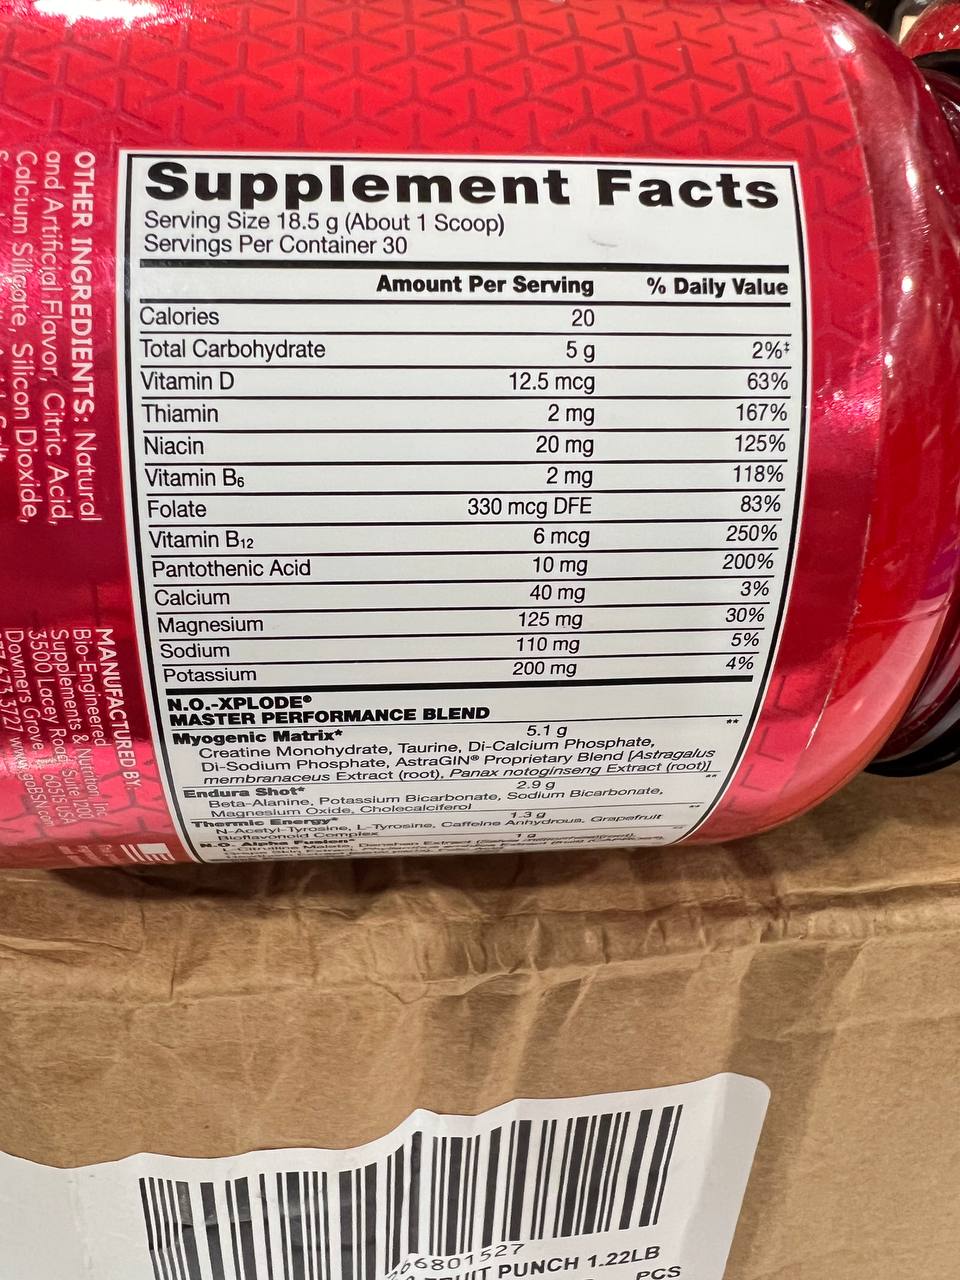 Supplement Facts
Serving Size 18.5 g (About 1 Scoop)
Servings Per Container 30
Amount Per Serving % Daily Value
Calories 20
Total Carbohydrate 5 g 2%‡
Vitamin D 12.5 mcg 63%
Thiamin 2 mg 167%
Niacin 20 mg 125%
Vitamin B6 2 mg 118%
Folate 330 mcg DFE 83%
Vitamin B12 6 mcg 250%
Pantothenic Acid 10 mg 200%
Calcium 40 mg 3%
Magnesium 125 mg 30%
Sodium 110 mg 5%
Potassium 200 mg 4%
N.O.-XPLODE®
MASTER PERFORMANCE BLEND
Myogenic Matrix* 5.1 g **
Creatine Monohydrate, Taurine, Di-Calcium Phosphate,
Di-Sodium Phosphate, AstraGIN® Proprietary Blend [Astragalus
membranaceus Extract (root), Panax notoginseng Extract (root)]
Endura Shot* 2.9 g **
Beta-Alanine, Potassium Bicarbonate, Sodium Bicarbonate,
Magnesium Oxide, Cholecalciferol
Thermic Energy* 1.3 g **
N-Acetyl-Tyrosine, L-Tyrosine, Caffeine Anhydrous, Grapefruit
Bioflavonoid Complex
N.O. Alpha Fusion* 1 g **
L-Citrulline Malate, Danshen Extract
OTHER INGREDIENTS: Natural
and Artificial Flavor, Citric Acid,
Calcium Silicate, Silicon Dioxide,
MANUFACTURED BY:
Bio-Engineered
Supplements & Nutrition, Inc.
3500 Lacey Road, Suite 1200
Downers Grove, IL 60515 USA
www.goBSN.com
66801527
FRUIT PUNCH 1.22LB
PCS